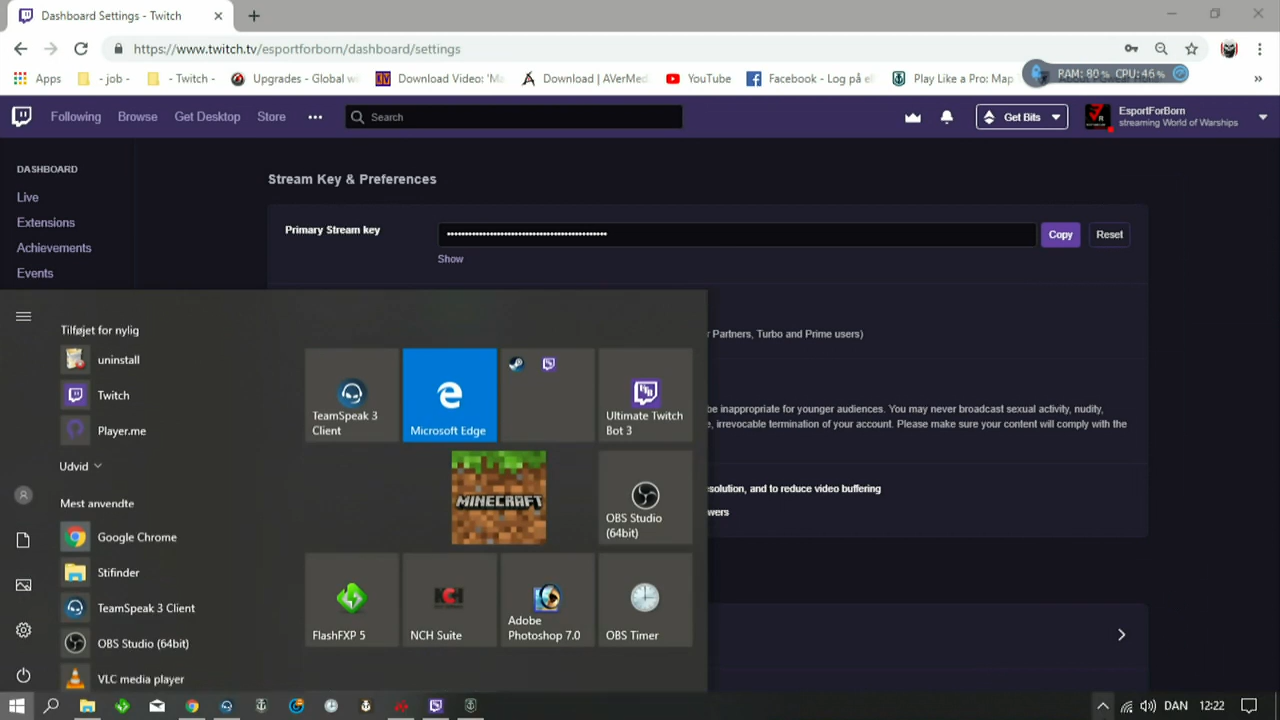 Dashboard Settings - Twitch
https://www.twitch.tv/esportforborn/dashboard/settings
Apps
- job -
- Twitch -
Upgrades - Global w
Download Video: 'Ma
Download | AVerMed
YouTube
Facebook - Log på el
Play Like a Pro: Map
RAM: 80 % CPU: 46 %
Following
Browse
Get Desktop
Store
Search
Get Bits
EsportForBorn
streaming World of Warships
DASHBOARD
Live
Extensions
Achievements
Events
Stream Key & Preferences
Primary Stream key
Copy
Reset
Show
r Partners, Turbo and Prime users)
be inappropriate for younger audiences. You may never broadcast sexual activity, nudity,
e, irrevocable termination of your account. Please make sure your content will comply with the
esolution, and to reduce video buffering
wers
Tilføjet for nylig
uninstall
Twitch
Player.me
Udvid
Mest anvendte
Google Chrome
Stifinder
TeamSpeak 3 Client
OBS Studio (64bit)
VLC media player
TeamSpeak 3
Client
Microsoft Edge
Ultimate Twitch
Bot 3
MINECRAFT
OBS Studio
(64bit)
FlashFXP 5
NCH Suite
Adobe
Photoshop 7.0
OBS Timer
DAN
12:22